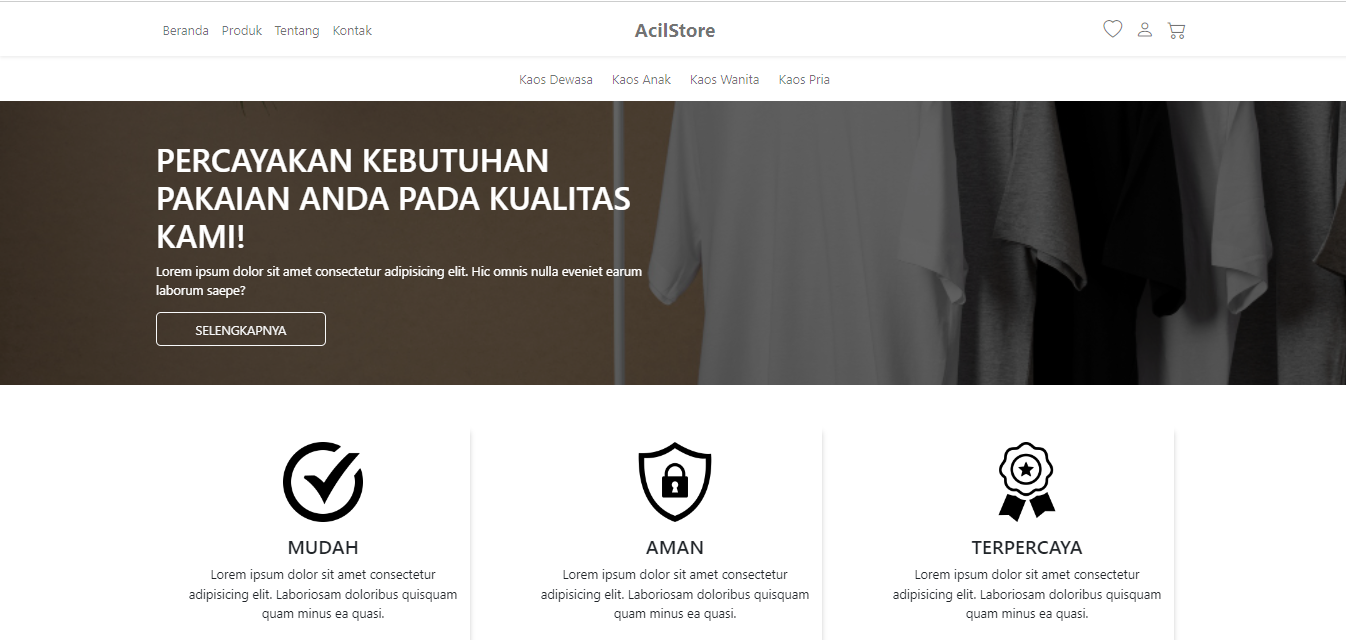 Beranda Produk Tentang Kontak AcilStore
Kaos Dewasa Kaos Anak Kaos Wanita Kaos Pria
PERCAYAKAN KEBUTUHAN
PAKAIAN ANDA PADA KUALITAS
KAMI!
Lorem ipsum dolor sit amet consectetur adipisicing elit. Hic omnis nulla eveniet earum
laborum saepe?
SELENGKAPNYA
MUDAH
Lorem ipsum dolor sit amet consectetur
adipisicing elit. Laboriosam doloribus quisquam
quam minus ea quasi.
AMAN
Lorem ipsum dolor sit amet consectetur
adipisicing elit. Laboriosam doloribus quisquam
quam minus ea quasi.
TERPERCAYA
Lorem ipsum dolor sit amet consectetur
adipisicing elit. Laboriosam doloribus quisquam
quam minus ea quasi.